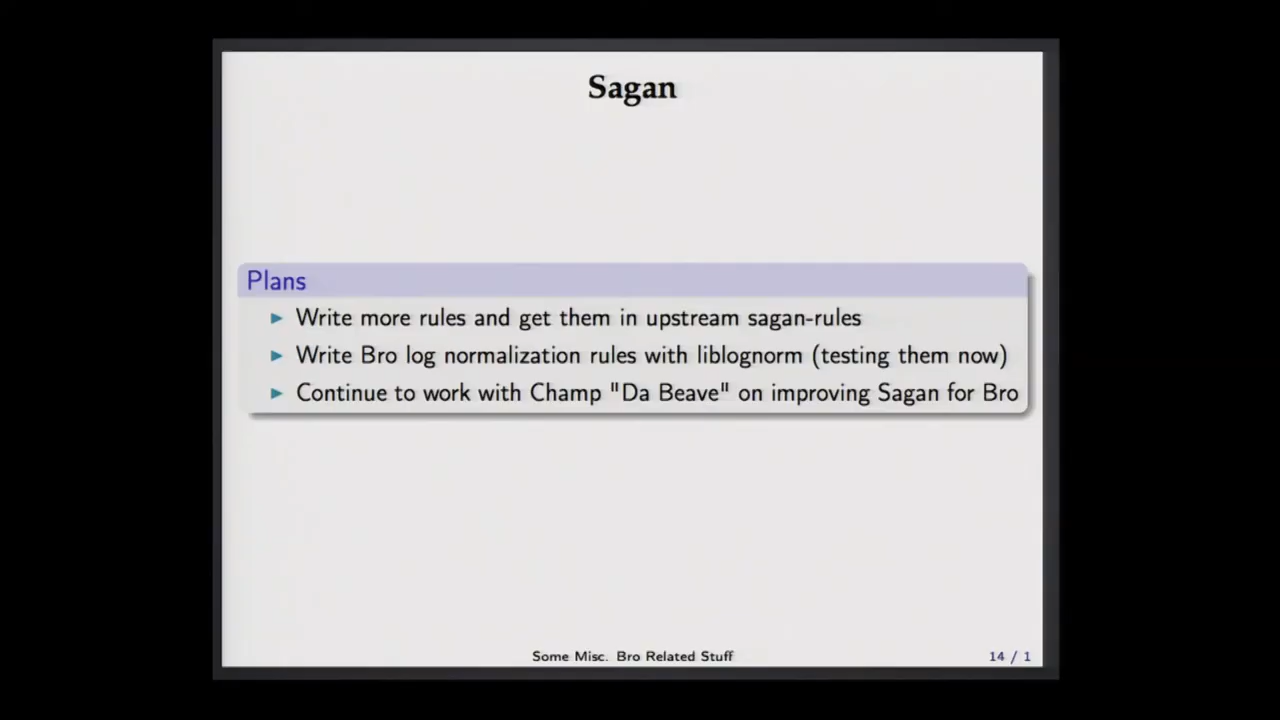 Sagan
Plans
Write more rules and get them in upstream sagan-rules
Write Bro log normalization rules with liblognorm (testing them now)
Continue to work with Champ "Da Beave" on improving Sagan for Bro
Some Misc. Bro Related Stuff
14 / 1